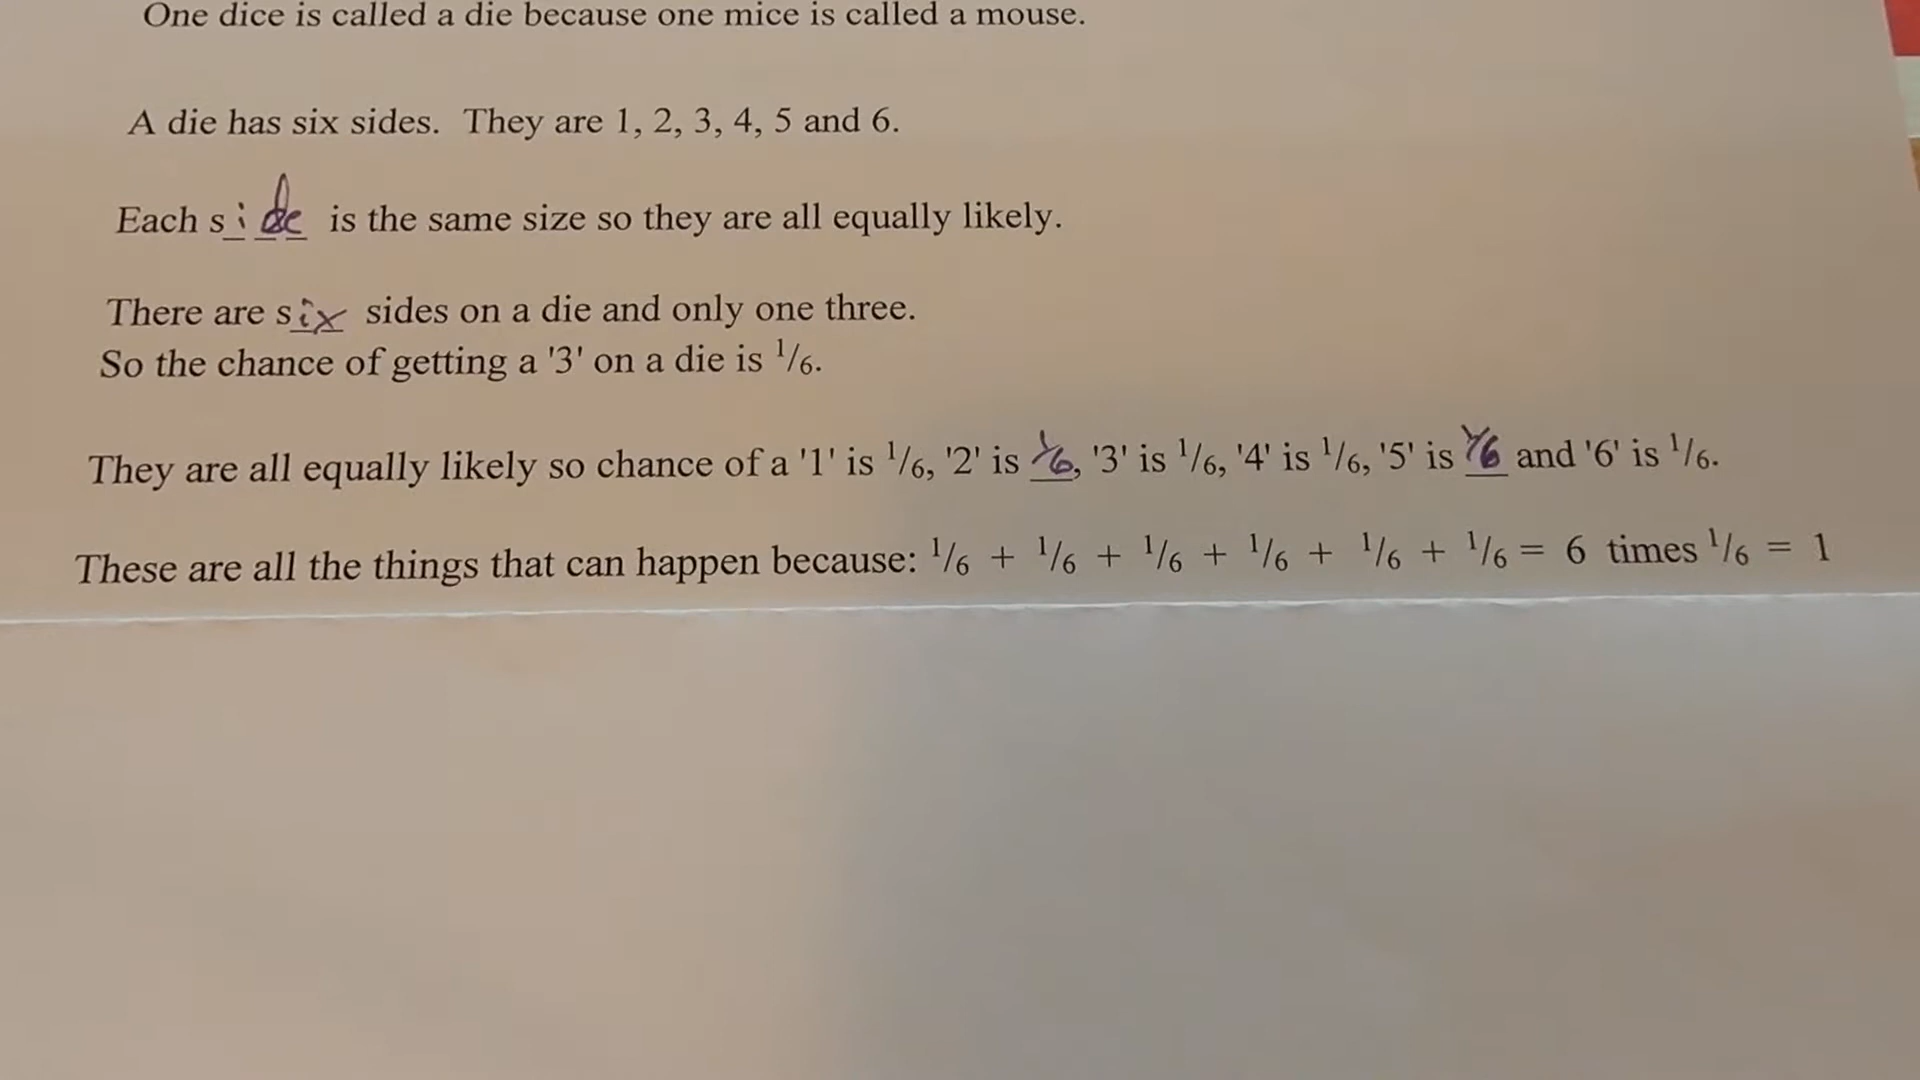 One dice is called a die because one mice is called a mouse.
A die has six sides. They are 1, 2, 3, 4, 5 and 6.
Each side is the same size so they are all equally likely.
There are six sides on a die and only one three.
So the chance of getting a '3' on a die is 1/6.
They are all equally likely so chance of a '1' is 1/6, '2' is 1/6, '3' is 1/6, '4' is 1/6, '5' is 1/6 and '6' is 1/6.
These are all the things that can happen because: 1/6 + 1/6 + 1/6 + 1/6 + 1/6 + 1/6 = 6 times 1/6 = 1